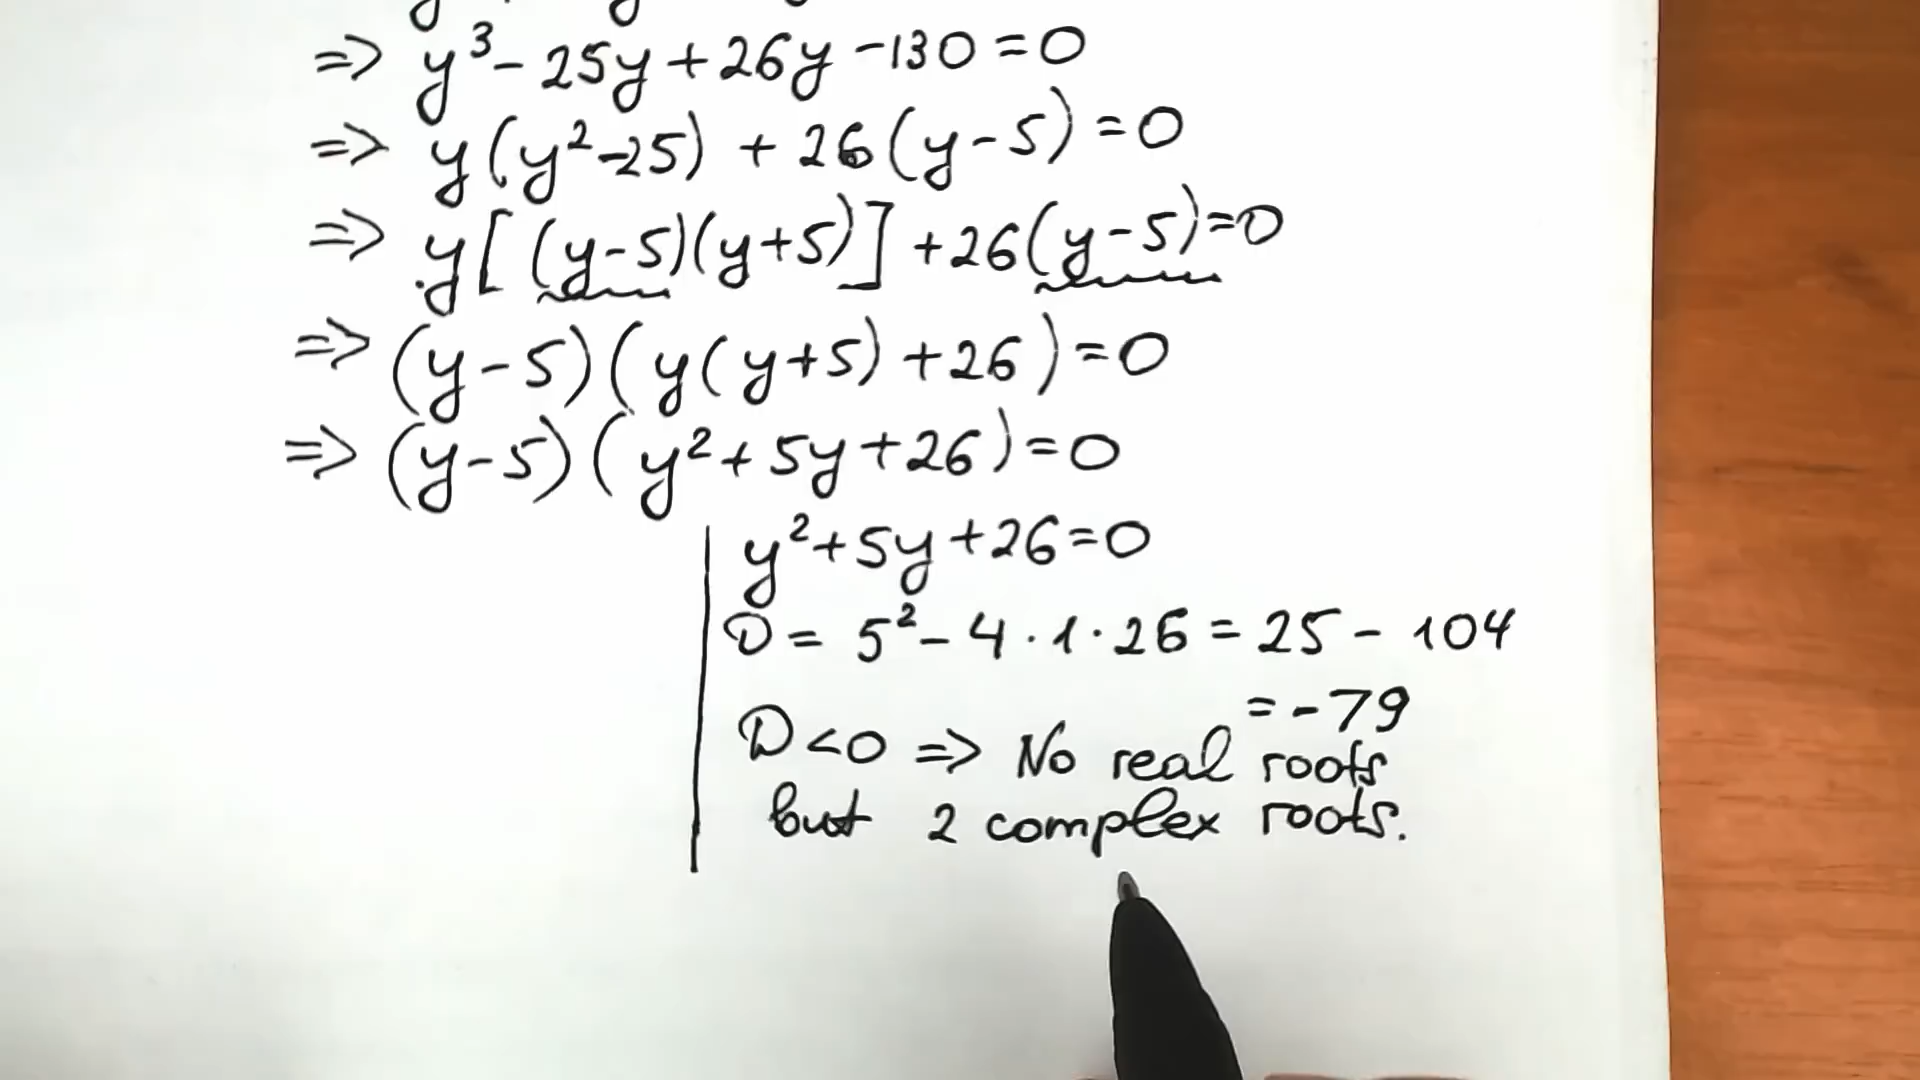 => y³ - 25y + 26y - 130 = 0
=> y(y² - 25) + 26(y - 5) = 0
=> y[(y - 5)(y + 5)] + 26(y - 5) = 0
=> (y - 5)(y(y + 5) + 26) = 0
=> (y - 5)(y² + 5y + 26) = 0
y² + 5y + 26 = 0
D = 5² - 4 · 1 · 26 = 25 - 104
= - 79
D < 0 => No real roots
but 2 complex roots.